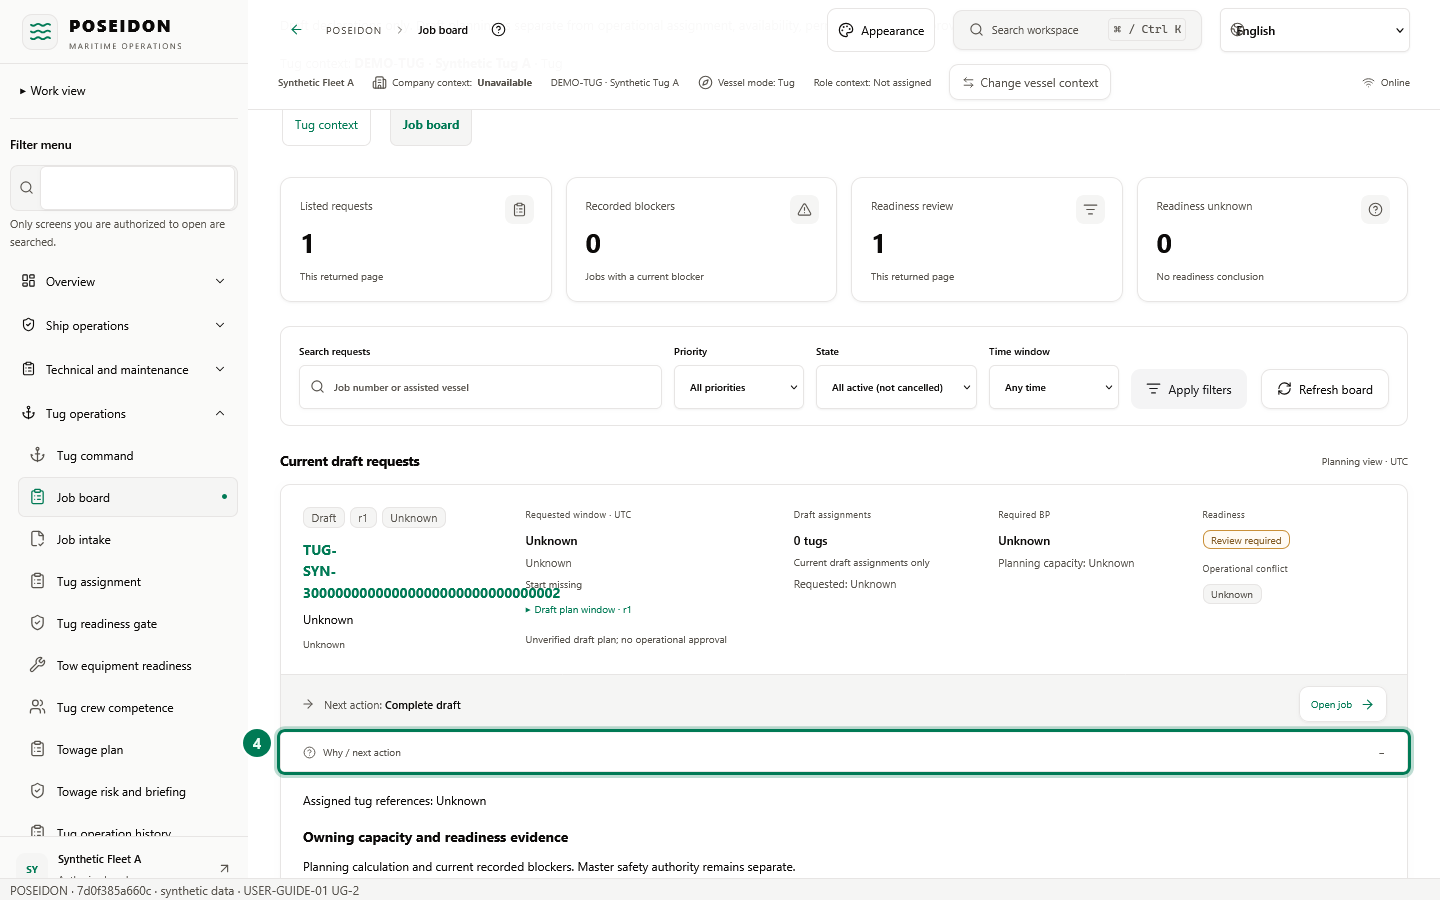 POSEIDON
MARITIME OPERATIONS
Work view
Filter menu
Only screens you are authorized to open are
searched.
Overview
Ship operations
Technical and maintenance
Tug operations
Tug command
Job board
Job intake
Tug assignment
Tug readiness gate
Tow equipment readiness
Tug crew competence
Towage plan
Towage risk and briefing
Tug operation history
SY
Synthetic Fleet A
POSEIDON
Job board
Appearance
Search workspace
⌘ / Ctrl K
English
Synthetic Fleet A
Company context: Unavailable
DEMO-TUG · Synthetic Tug A
Vessel mode: Tug
Role context: Not assigned
Change vessel context
Online
Tug context
Job board
Listed requests
1
This returned page
Recorded blockers
0
Jobs with a current blocker
Readiness review
1
This returned page
Readiness unknown
0
No readiness conclusion
Search requests
Job number or assisted vessel
Priority
All priorities
State
All active (not cancelled)
Time window
Any time
Apply filters
Refresh board
Current draft requests
Planning view · UTC
Draft
r1
Unknown
TUG-
SYN-
Unknown
Unknown
Requested window · UTC
Unknown
Unknown
Start missing
Draft plan window · r1
Unverified draft plan; no operational approval
Draft assignments
0 tugs
Current draft assignments only
Requested: Unknown
Required BP
Unknown
Planning capacity: Unknown
Readiness
Review required
Operational conflict
Unknown
Next action: Complete draft
Open job
4
Why / next action
–
Assigned tug references: Unknown
Owning capacity and readiness evidence
Planning calculation and current recorded blockers. Master safety authority remains separate.
POSEIDON · 7d0f385a660c · synthetic data · USER-GUIDE-01 UG-2